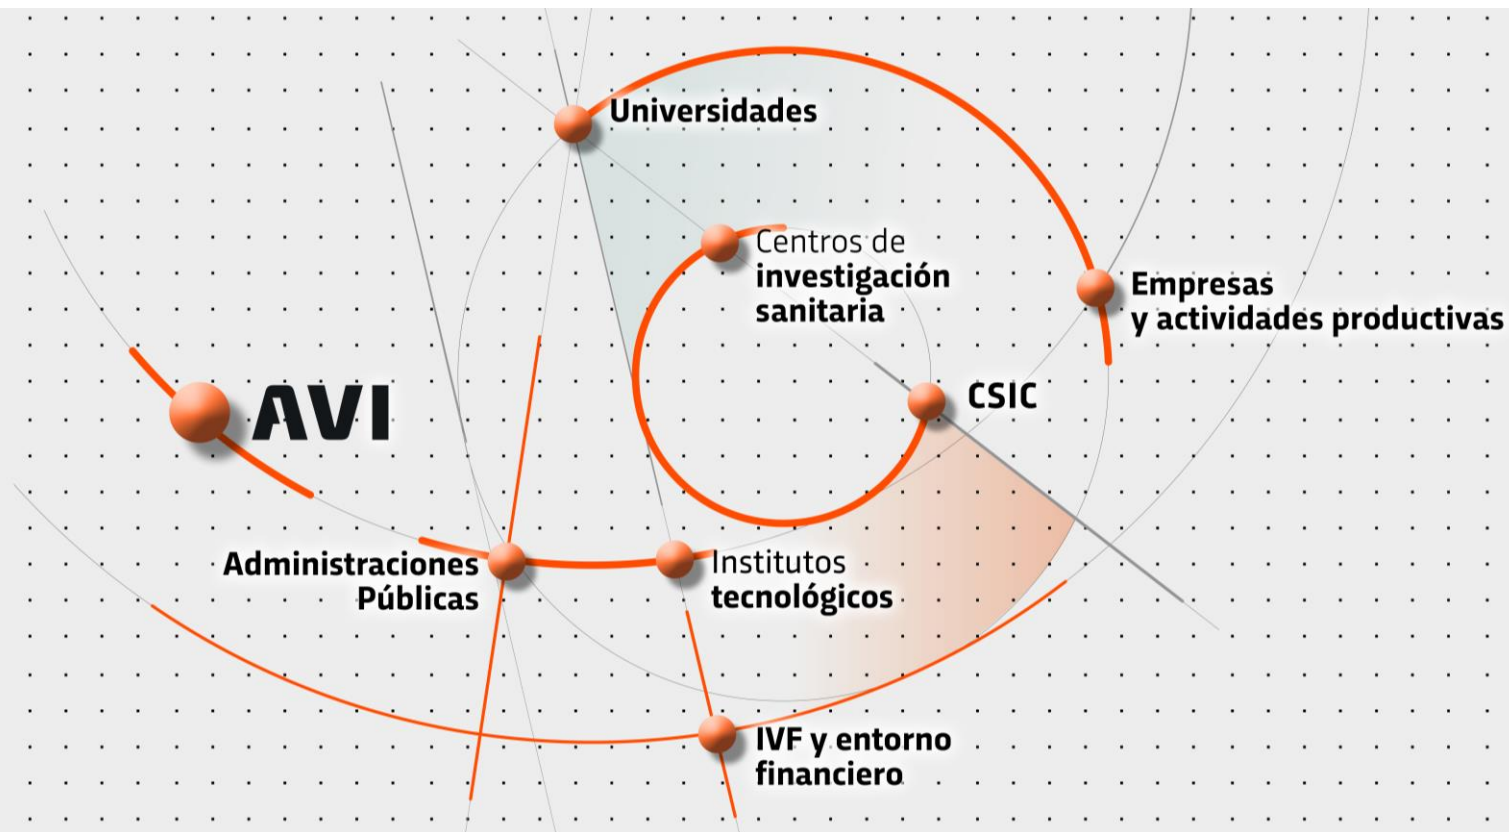 Universidades
Centros de
investigación
sanitaria
Empresas
y actividades productivas
CSIC
AVI
Administraciones
Públicas
Institutos
tecnológicos
IVF y entorno
financiero